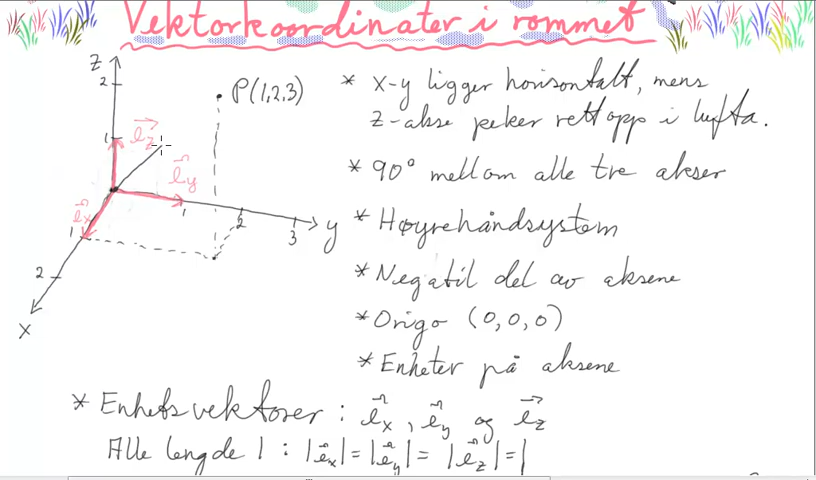 Vektorkoordinater i rommet
z
2
P(1,2,3)
1
e⃗z
e⃗y
e⃗x
1
1
2
3
y
2
x
* x-y ligger horisontalt, mens
z-akse peker rett opp i lufta.
* 90° mellom alle tre akser
* Høyrehåndsystem
* Negatil del av aksene
* Origo (0,0,0)
* Enheter på aksene
* Enhetsvektorer : e⃗x, e⃗y og e⃗z
Alle lengde 1 : |e⃗x| = |e⃗y| = |e⃗z| = 1